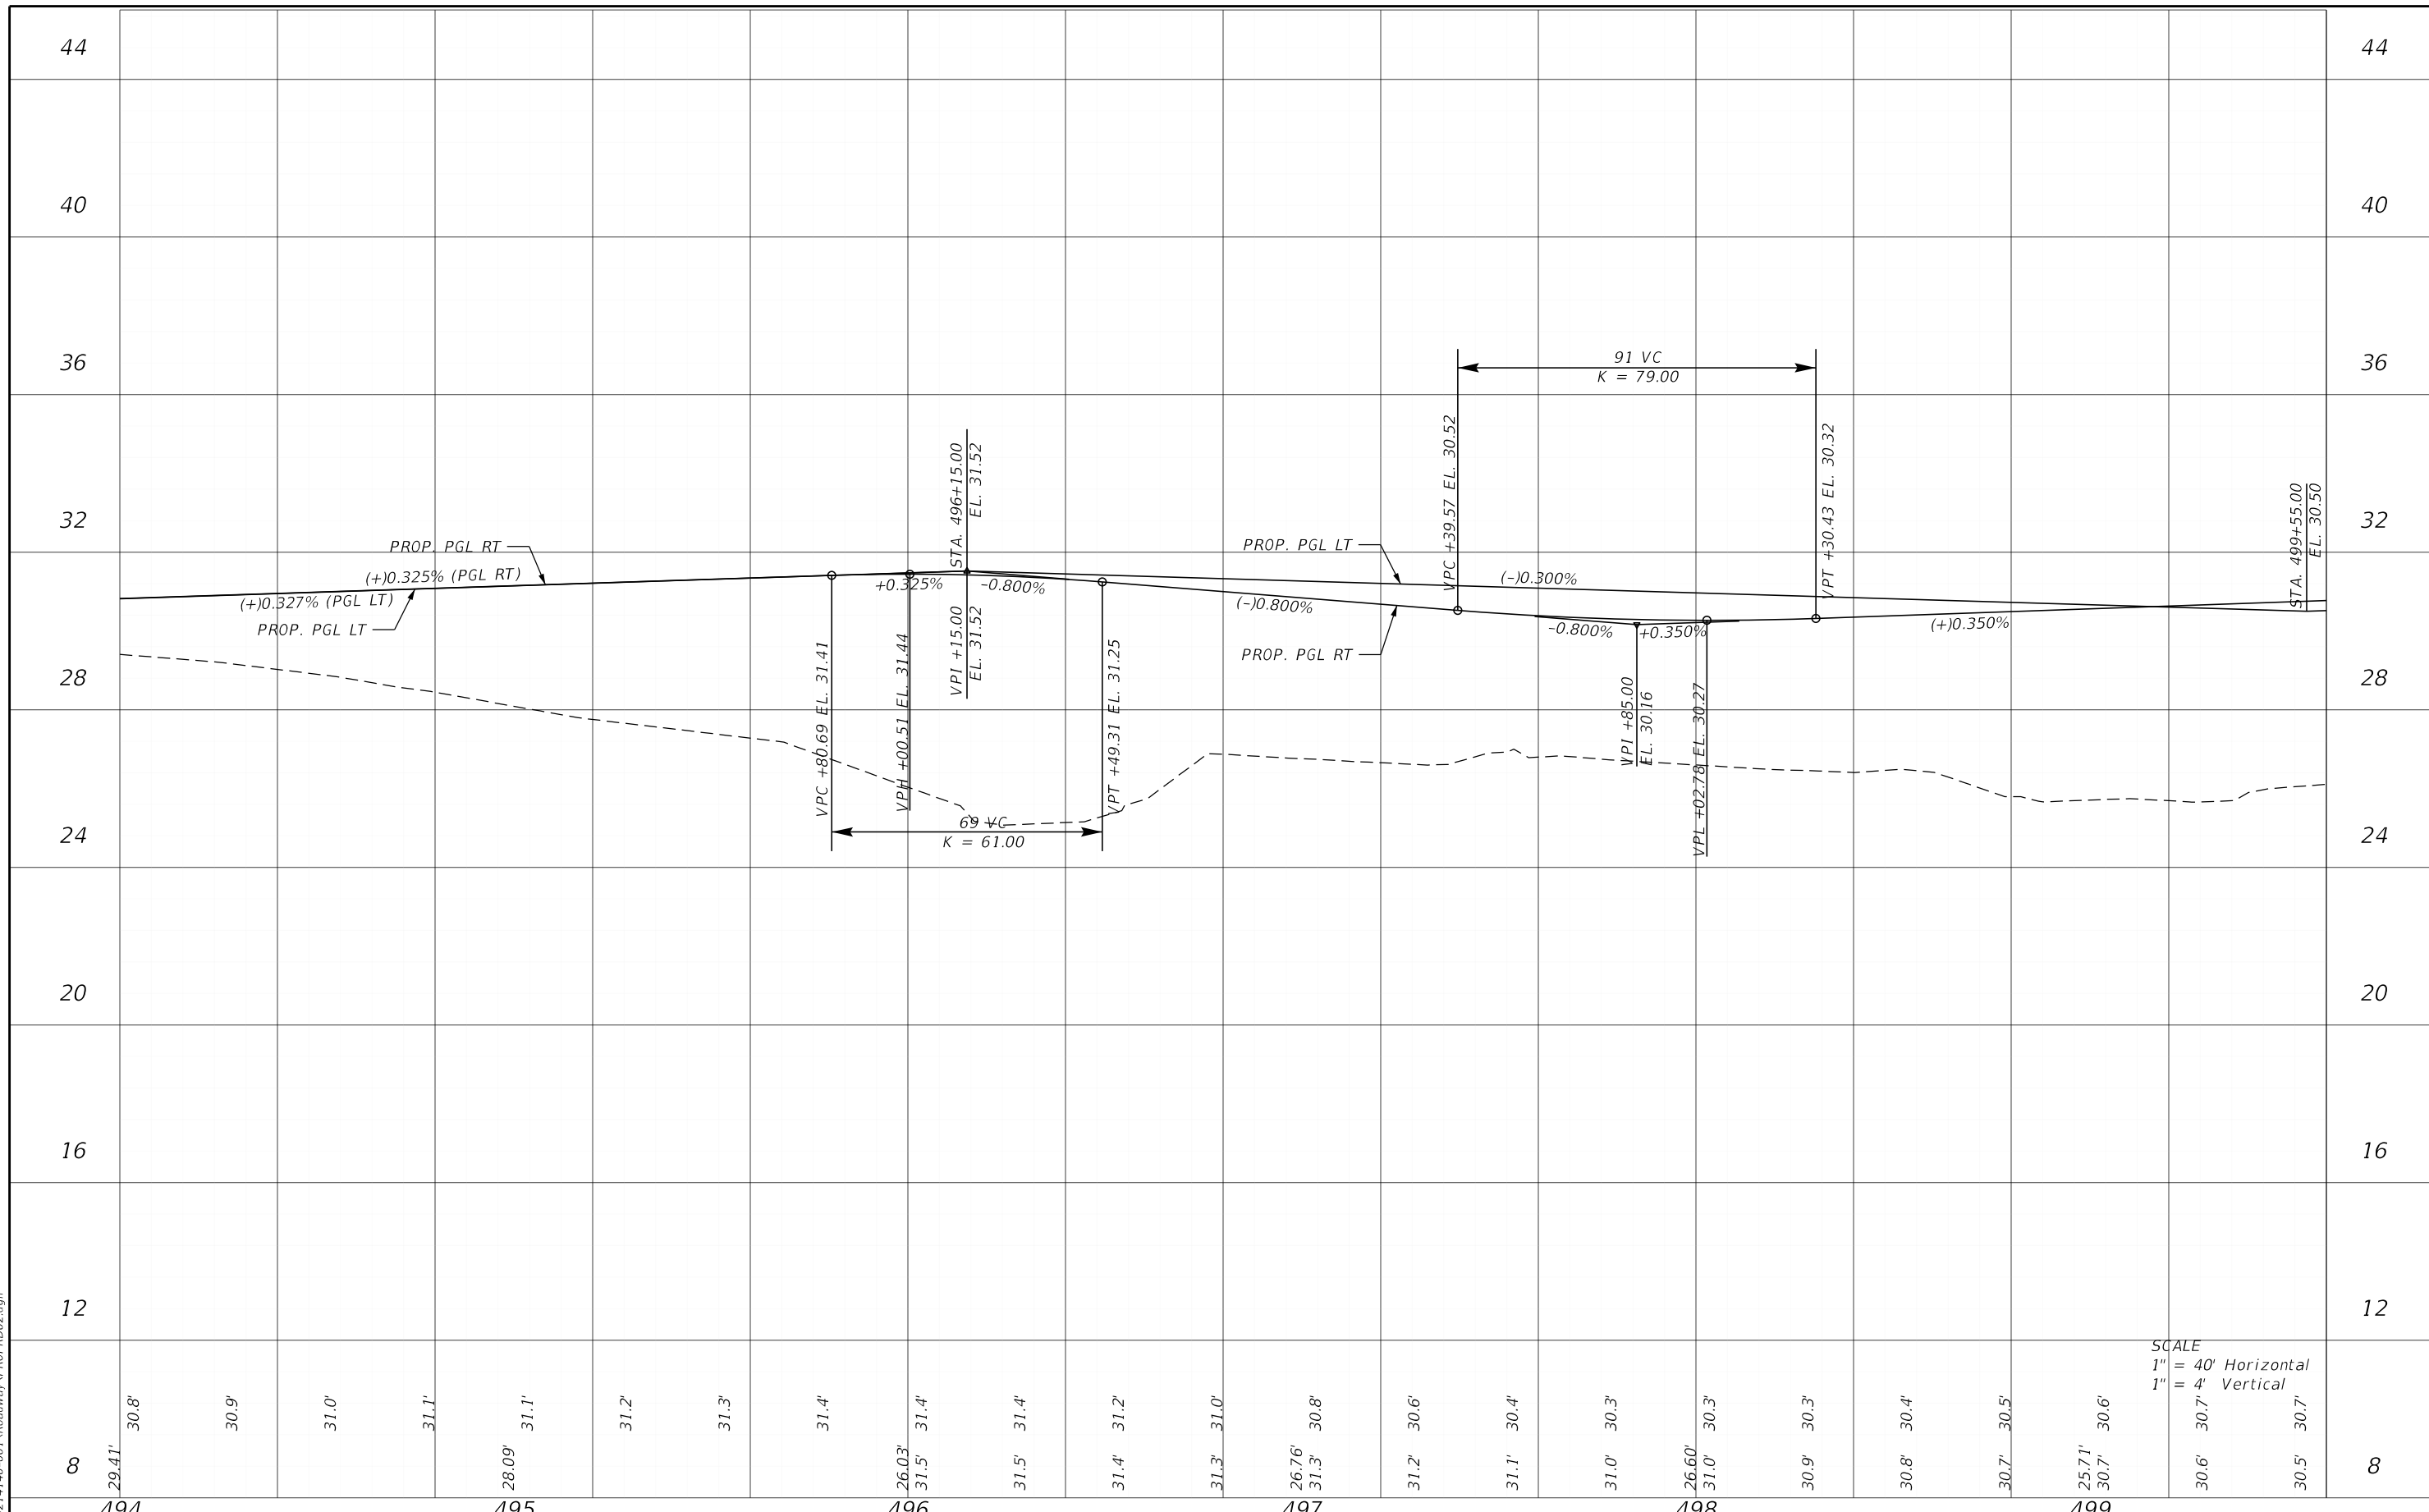 44
44
40
40
36
36
91 VC
K = 79.00
VPC +39.57 EL. 30.52
VPT +30.43 EL. 30.32
STA. 496+15.00
EL. 31.52
STA. 499+55.00
EL. 30.50
32
32
PROP. PGL RT
PROP. PGL LT
(+)0.325% (PGL RT)
(+)0.327% (PGL LT)
PROP. PGL LT
+0.325%
-0.800%
(-)0.300%
(-)0.800%
-0.800%
+0.350%
(+)0.350%
PROP. PGL RT
VPC +80.69 EL. 31.41
VPH +00.51 EL. 31.44
VPI +15.00
EL. 31.52
VPT +49.31 EL. 31.25
VPI +85.00
EL. 30.16
VPL +02.78 EL. 30.27
28
28
69 VC
K = 61.00
24
24
20
20
16
16
12
12
SCALE
1" = 40' Horizontal
1" = 4' Vertical
30.8' 30.9' 31.0' 31.1' 31.1' 31.2' 31.3' 31.4' 31.4' 31.4' 31.2' 31.0' 30.8' 30.6' 30.4' 30.3' 30.3' 30.3' 30.4' 30.5' 30.6' 30.7' 30.7'
29.41' 28.09' 26.03' 31.5' 31.5' 31.4' 31.3' 26.76' 31.3' 31.2' 31.1' 31.0' 26.60' 31.0' 30.9' 30.8' 30.7' 25.71' 30.7' 30.6' 30.5'
8
8
494 495 496 497 498 499